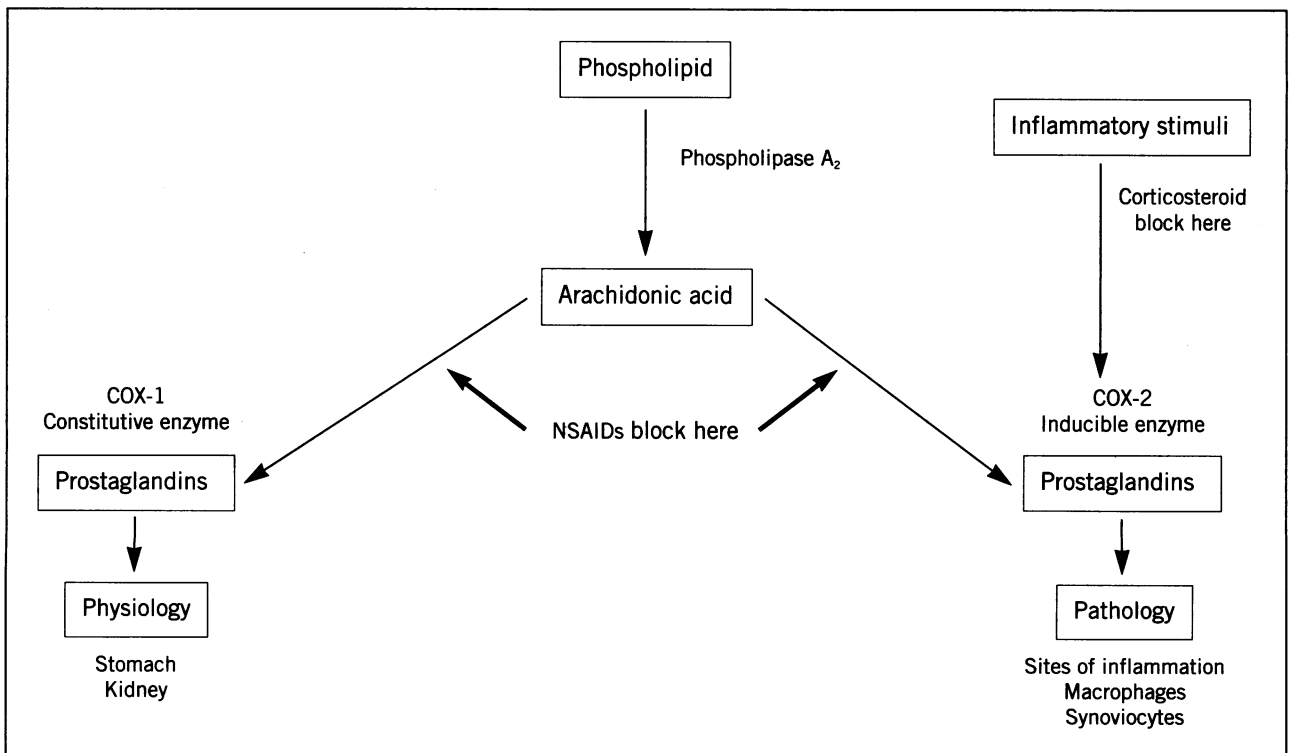 Phospholipid
Inflammatory stimuli
Phospholipase A₂
Corticosteroid
block here
Arachidonic acid
COX-1
Constitutive enzyme
NSAIDs block here
COX-2
Inducible enzyme
Prostaglandins
Prostaglandins
Physiology
Pathology
Stomach
Kidney
Sites of inflammation
Macrophages
Synoviocytes